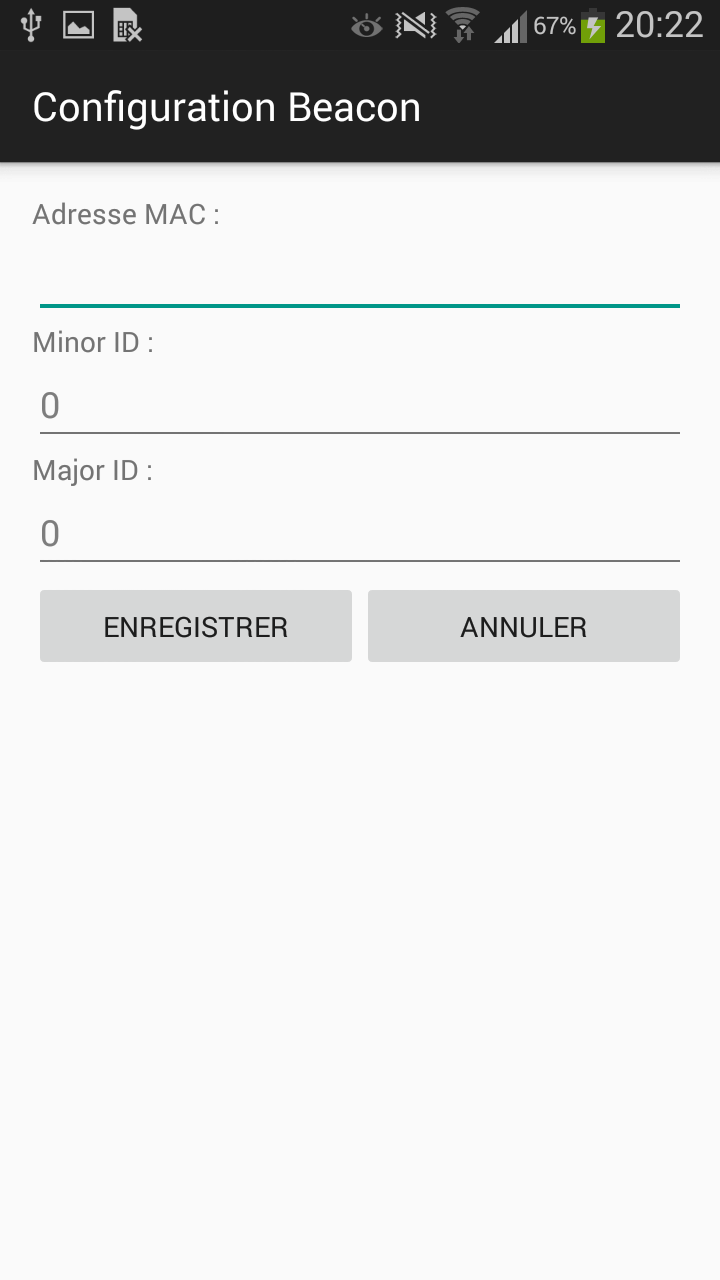 67% 20:22
Configuration Beacon
Adresse MAC :
Minor ID :
0
Major ID :
0
ENREGISTRER ANNULER